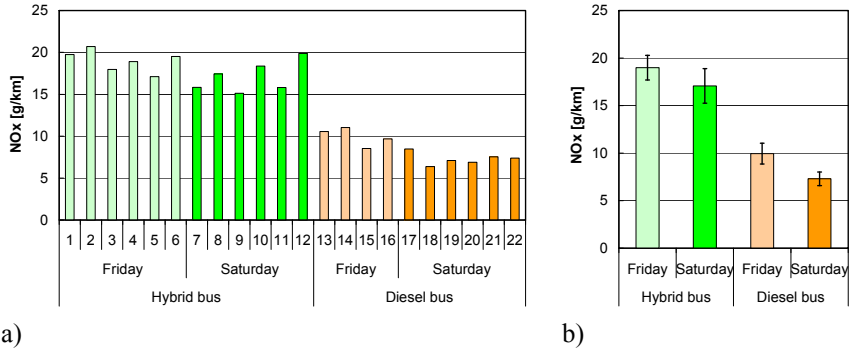 NOx [g/km]
25
20
15
10
5
0
1 2 3 4 5 6 7 8 9 10 11 12 13 14 15 16 17 18 19 20 21 22
Friday Saturday Friday Saturday
Hybrid bus Diesel bus
a)
NOx [g/km]
25
20
15
10
5
0
Friday Saturday Friday Saturday
Hybrid bus Diesel bus
b)